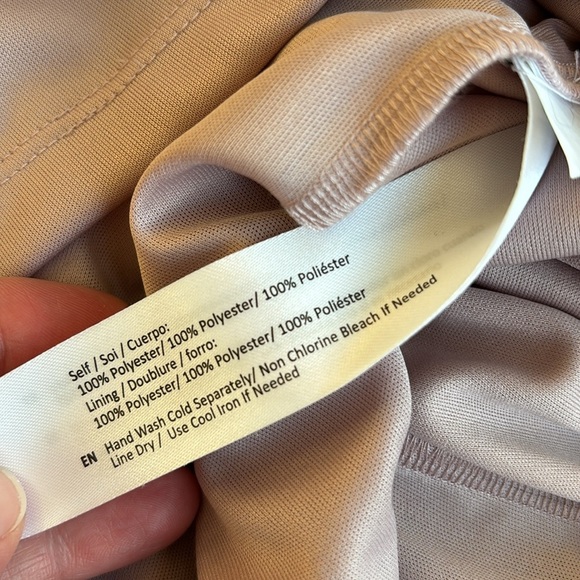 Self / Soi / Cuerpo:
100% Polyester/ 100% Polyester/ 100% Poliéster
Lining / Doublure / forro:
100% Polyester/ 100% Polyester/ 100% Poliéster
EN Hand Wash Cold Separately/ Non Chlorine Bleach If Needed
Line Dry / Use Cool Iron If Needed